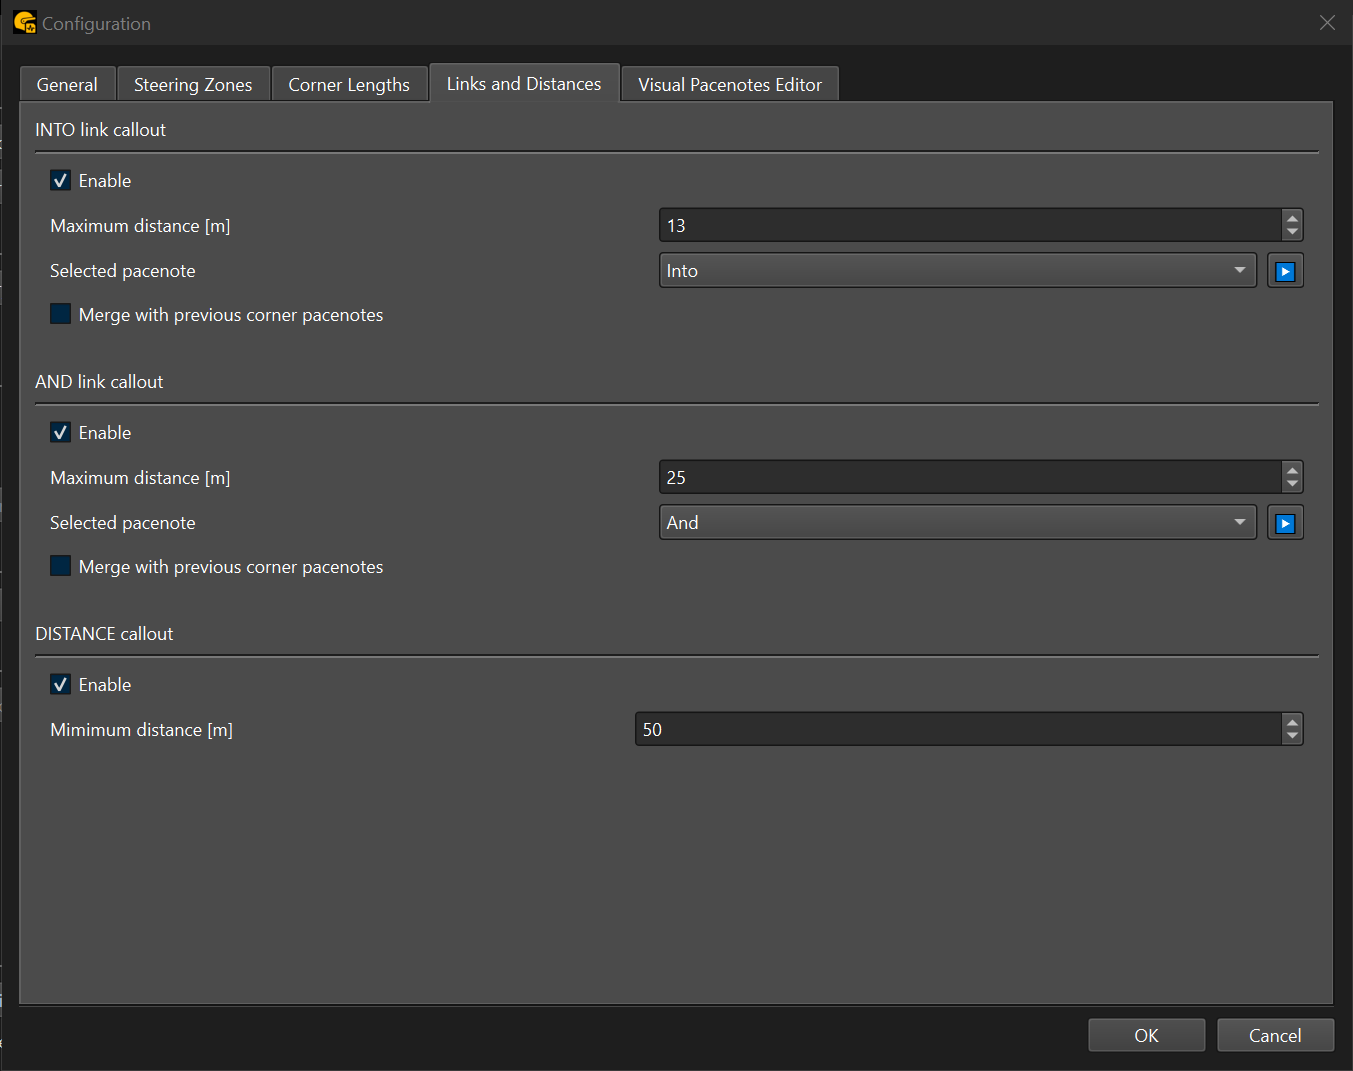 Configuration
General Steering Zones Corner Lengths Links and Distances Visual Pacenotes Editor
INTO link callout
Enable
Maximum distance [m] 13
Selected pacenote Into
Merge with previous corner pacenotes
AND link callout
Enable
Maximum distance [m] 25
Selected pacenote And
Merge with previous corner pacenotes
DISTANCE callout
Enable
Mimimum distance [m] 50
OK Cancel